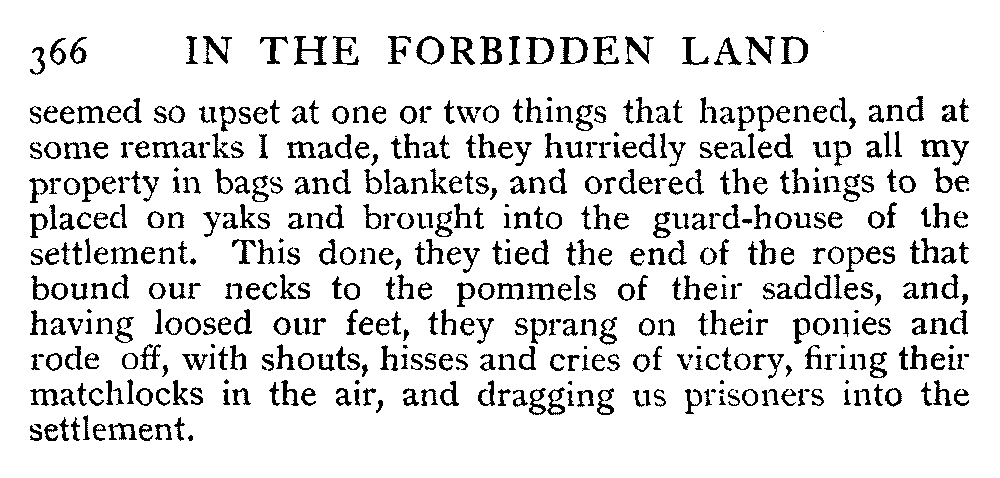 366 IN THE FORBIDDEN LAND
seemed so upset at one or two things that happened, and at
some remarks I made, that they hurriedly sealed up all my
property in bags and blankets, and ordered the things to be
placed on yaks and brought into the guard-house of the
settlement. This done, they tied the end of the ropes that
bound our necks to the pommels of their saddles, and,
having loosed our feet, they sprang on their ponies and
rode off, with shouts, hisses and cries of victory, firing their
matchlocks in the air, and dragging us prisoners into the
settlement.